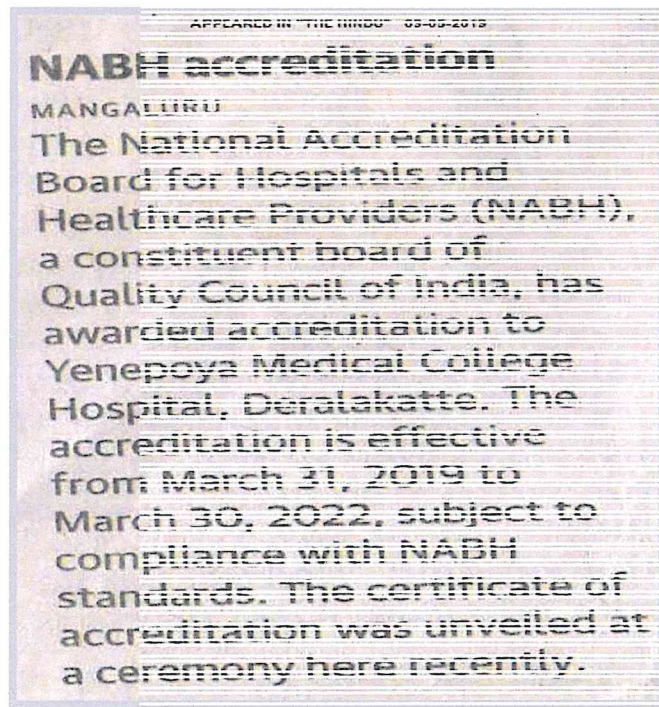 APPEARED IN "THE HINDU" 09-05-2019
NABH accreditation
MANGALURU
The National Accreditation
Board for Hospitals and
Healthcare Providers (NABH),
a constituent board of
Quality Council of India, has
awarded accreditation to
Yenepoya Medical College
Hospital, Deralakatte. The
accreditation is effective
from March 31, 2019 to
March 30, 2022, subject to
compliance with NABH
standards. The certificate of
accreditation was unveiled at
a ceremony here recently.